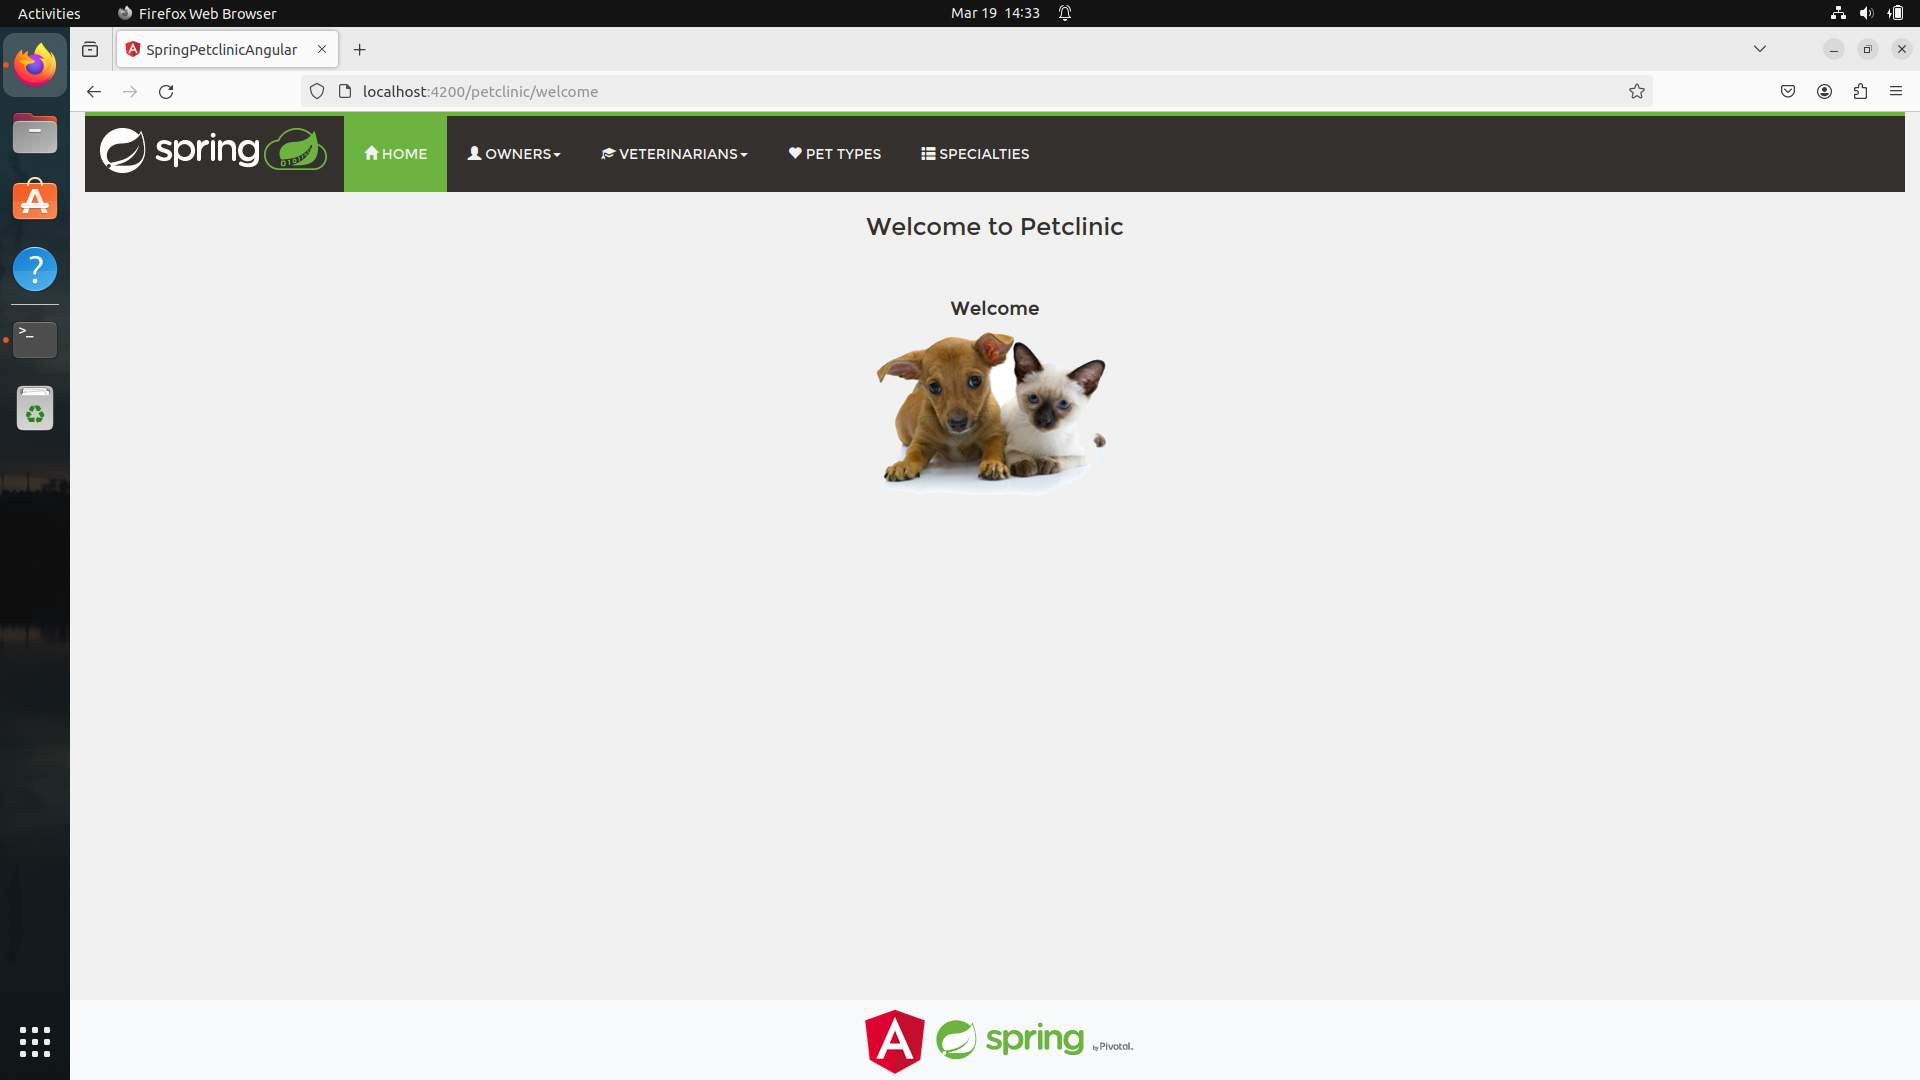 Activities
Firefox Web Browser
Mar 19 14:33
SpringPetclinicAngular
localhost:4200/petclinic/welcome
spring
HOME
OWNERS
VETERINARIANS
PET TYPES
SPECIALTIES
Welcome to Petclinic
Welcome
spring by Pivotal.